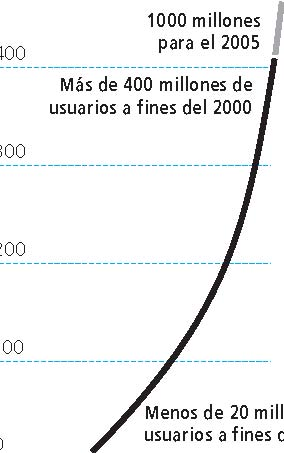 1000 millones
para el 2005
400
Más de 400 millones de
usuarios a fines del 2000
300
200
100
0
Menos de 20 mill
usuarios a fines d